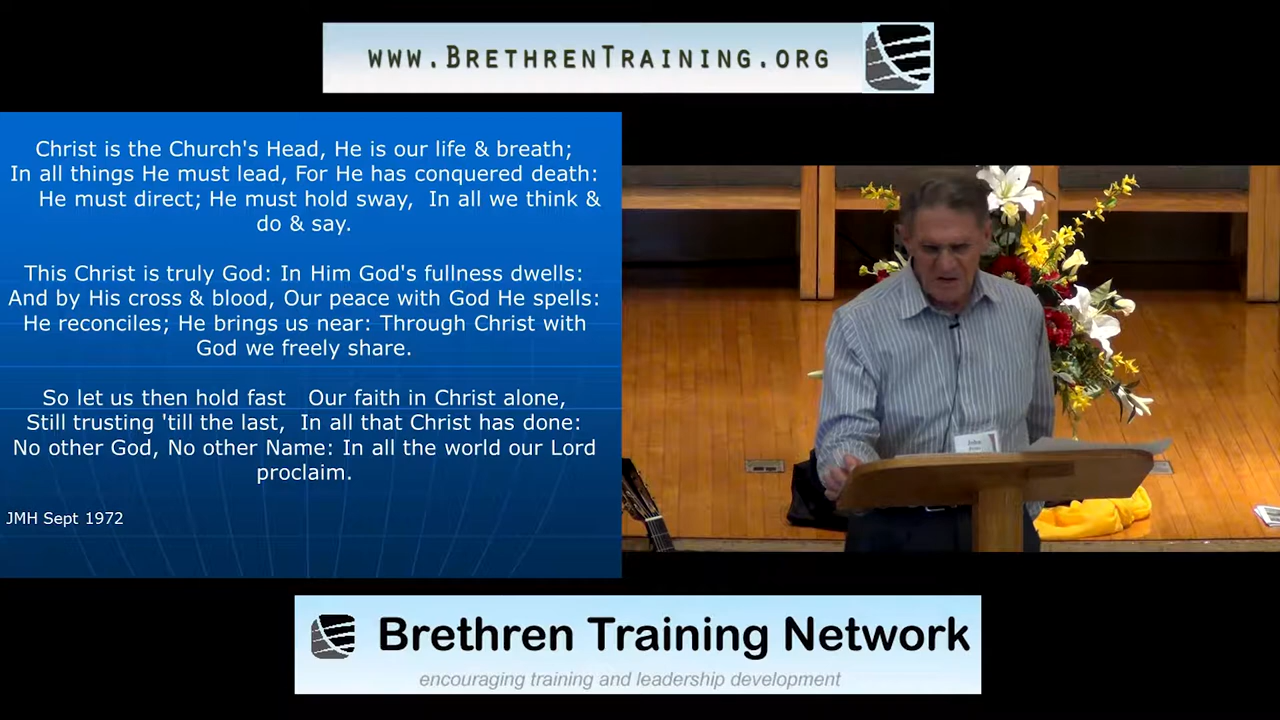 www.BrethrenTraining.org
Christ is the Church's Head, He is our life & breath;
In all things He must lead, For He has conquered death:
He must direct; He must hold sway, In all we think &
do & say.
This Christ is truly God: In Him God's fullness dwells:
And by His cross & blood, Our peace with God He spells:
He reconciles; He brings us near: Through Christ with
God we freely share.
So let us then hold fast Our faith in Christ alone,
Still trusting 'till the last, In all that Christ has done:
No other God, No other Name: In all the world our Lord
proclaim.
JMH Sept 1972
John
Brethren Training Network
encouraging training and leadership development